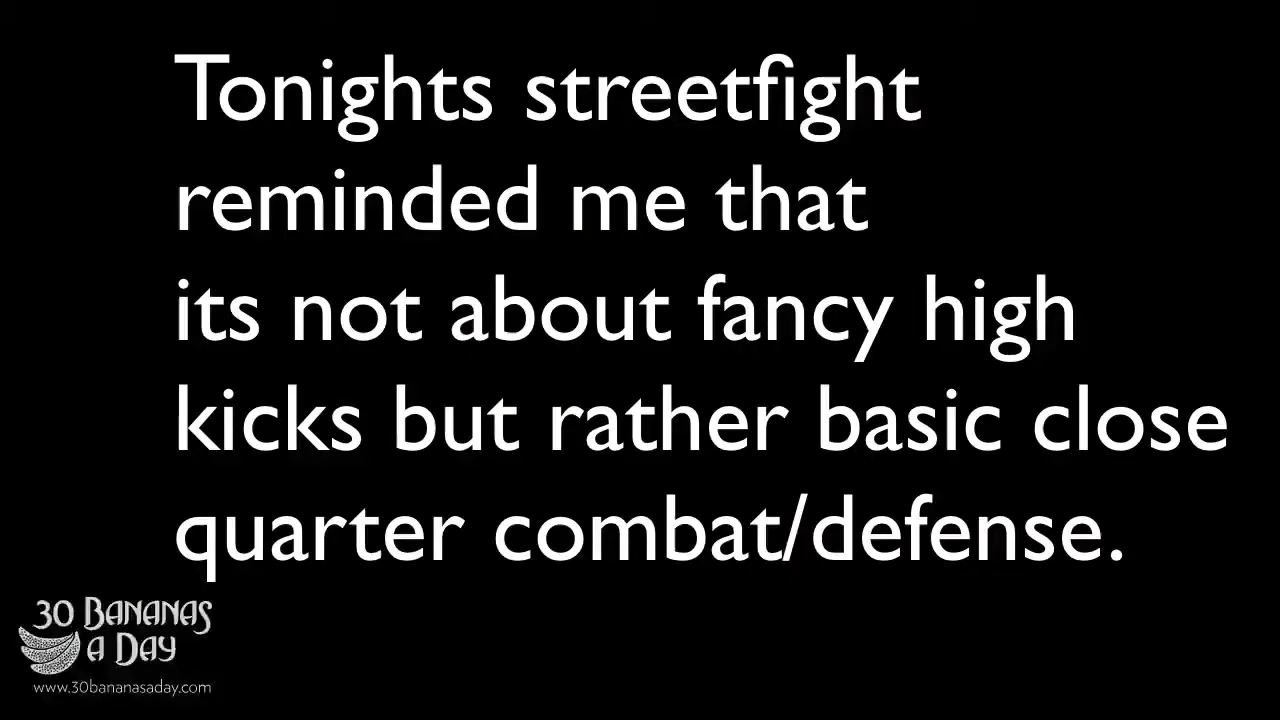 Tonights streetfight
reminded me that
its not about fancy high
kicks but rather basic close
quarter combat/defense.
30 BANANAS
A DAY
www.30bananasaday.com